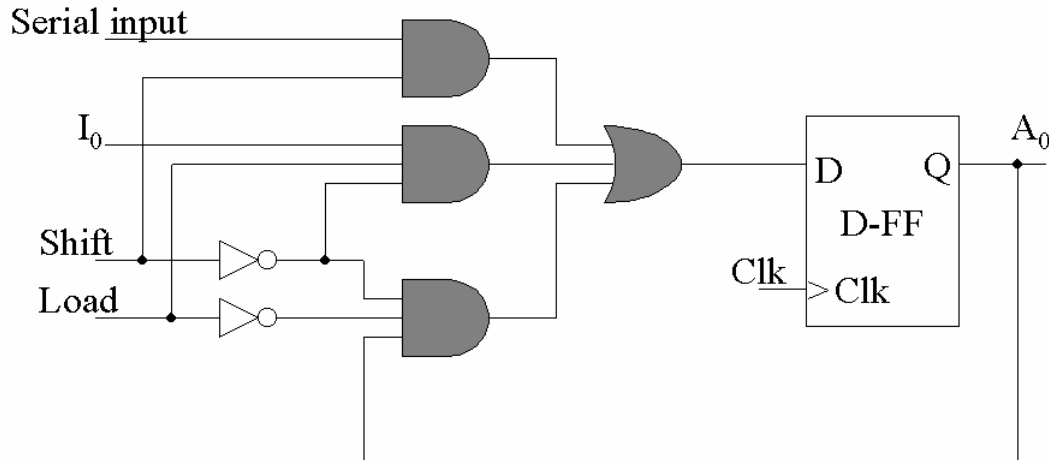 Serial input
I0
A0
D
Q
Shift
D-FF
Clk
Clk
Load